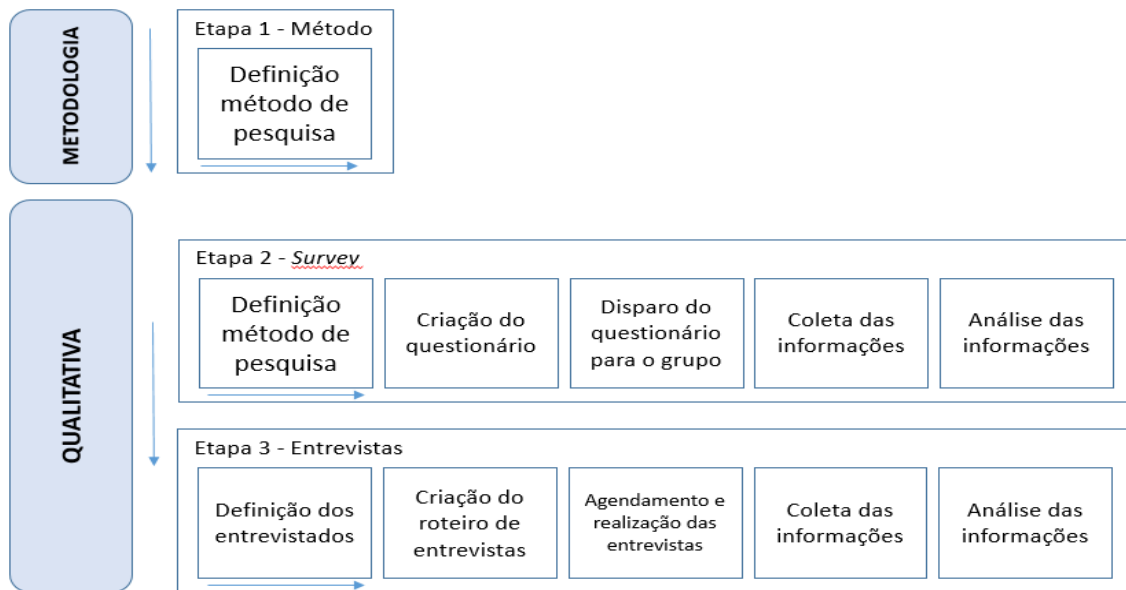 METODOLOGIA
Etapa 1 - Método
Definição
método de
pesquisa
QUALITATIVA
Etapa 2 - Survey
Definição
método de
pesquisa
Criação do
questionário
Disparo do
questionário
para o grupo
Coleta das
informações
Análise das
informações
Etapa 3 - Entrevistas
Definição dos
entrevistados
Criação do
roteiro de
entrevistas
Agendamento e
realização das
entrevistas
Coleta das
informações
Análise das
informações